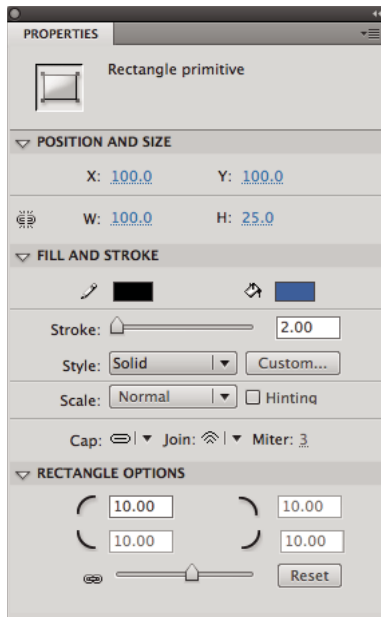 PROPERTIES
Rectangle primitive
POSITION AND SIZE
X: 100.0 Y: 100.0
W: 100.0 H: 25.0
FILL AND STROKE
Stroke: 2.00
Style: Solid Custom...
Scale: Normal Hinting
Cap: Join: Miter: 3
RECTANGLE OPTIONS
10.00 10.00
10.00 10.00
Reset